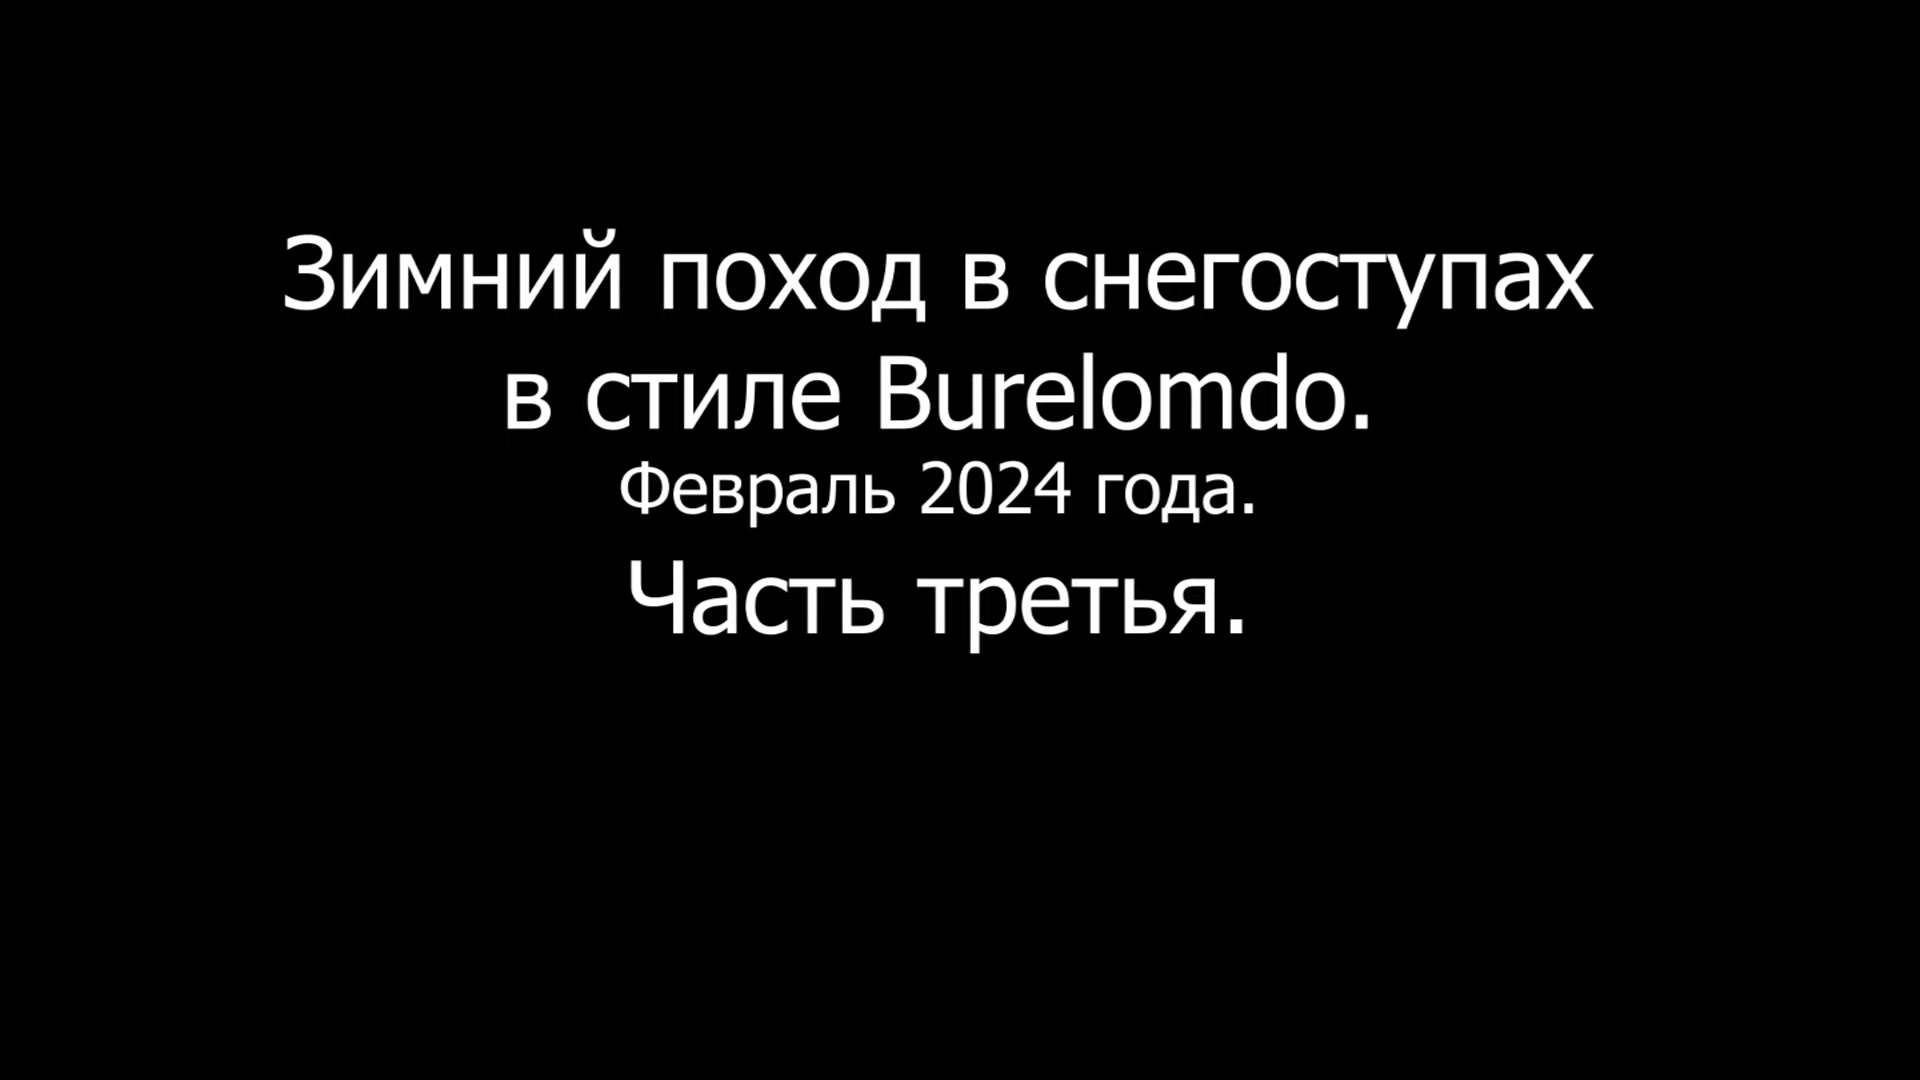 Зимний поход в снегоступах
в стиле Burelomdo.
Февраль 2024 года.
Часть третья.